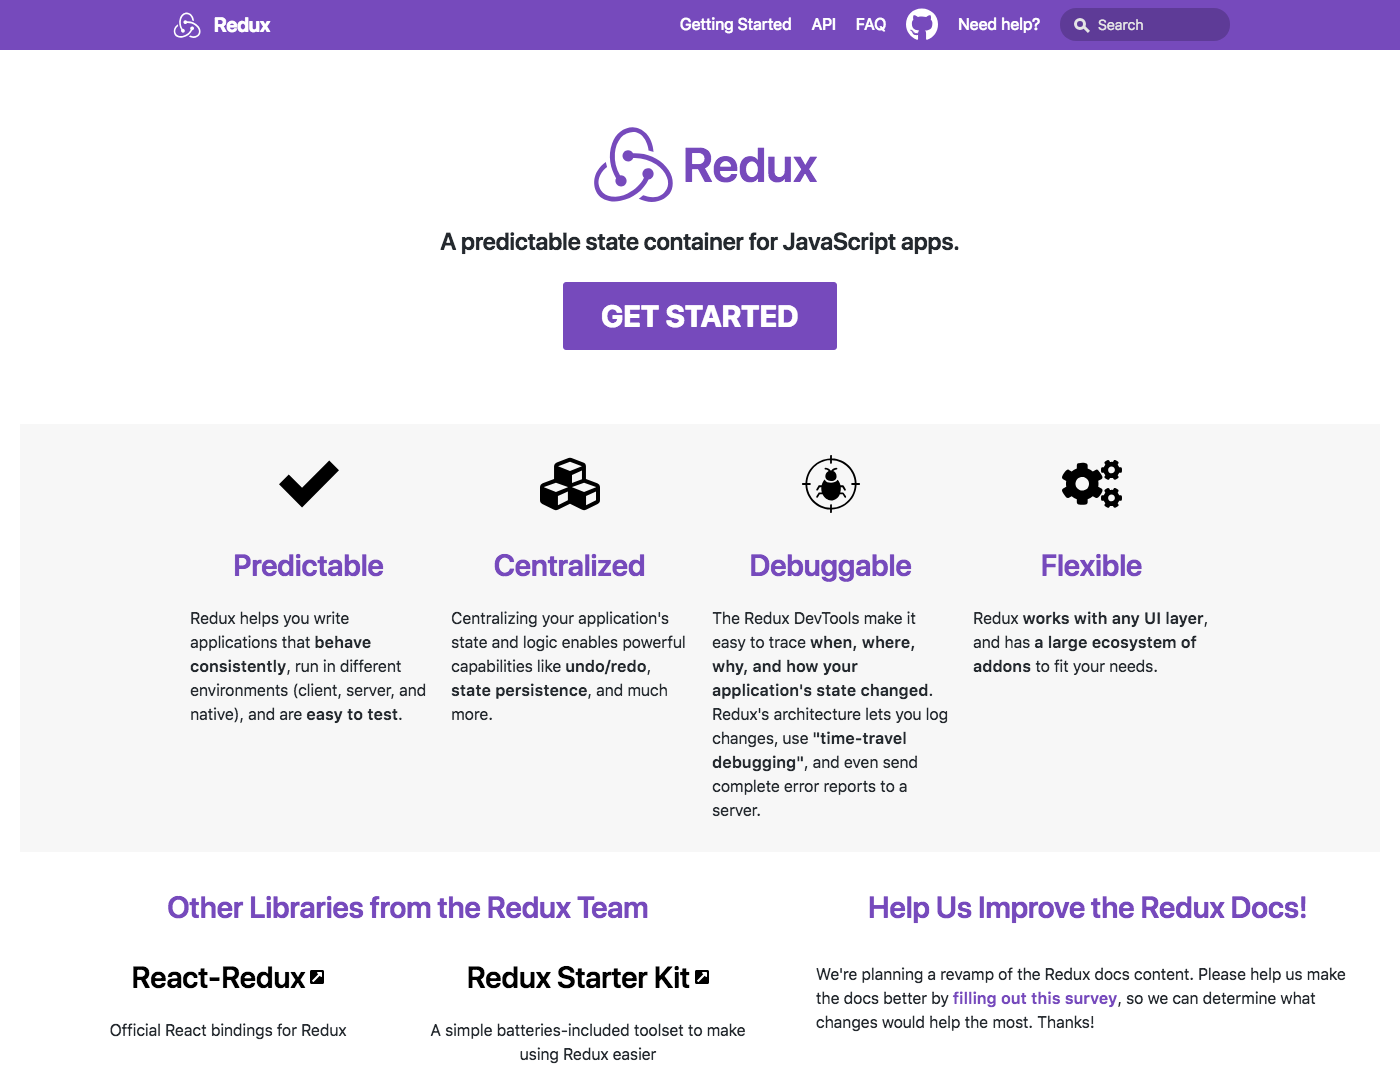 Redux
Getting Started
API
FAQ
Need help?
Search
Redux
A predictable state container for JavaScript apps.
GET STARTED
Predictable
Redux helps you write
applications that behave
consistently, run in different
environments (client, server, and
native), and are easy to test.
Centralized
Centralizing your application's
state and logic enables powerful
capabilities like undo/redo,
state persistence, and much
more.
Debuggable
The Redux DevTools make it
easy to trace when, where,
why, and how your
application's state changed.
Redux's architecture lets you log
changes, use "time-travel
debugging", and even send
complete error reports to a
server.
Flexible
Redux works with any UI layer,
and has a large ecosystem of
addons to fit your needs.
Other Libraries from the Redux Team
React-Redux
Official React bindings for Redux
Redux Starter Kit
A simple batteries-included toolset to make
using Redux easier
Help Us Improve the Redux Docs!
We're planning a revamp of the Redux docs content. Please help us make
the docs better by filling out this survey, so we can determine what
changes would help the most. Thanks!